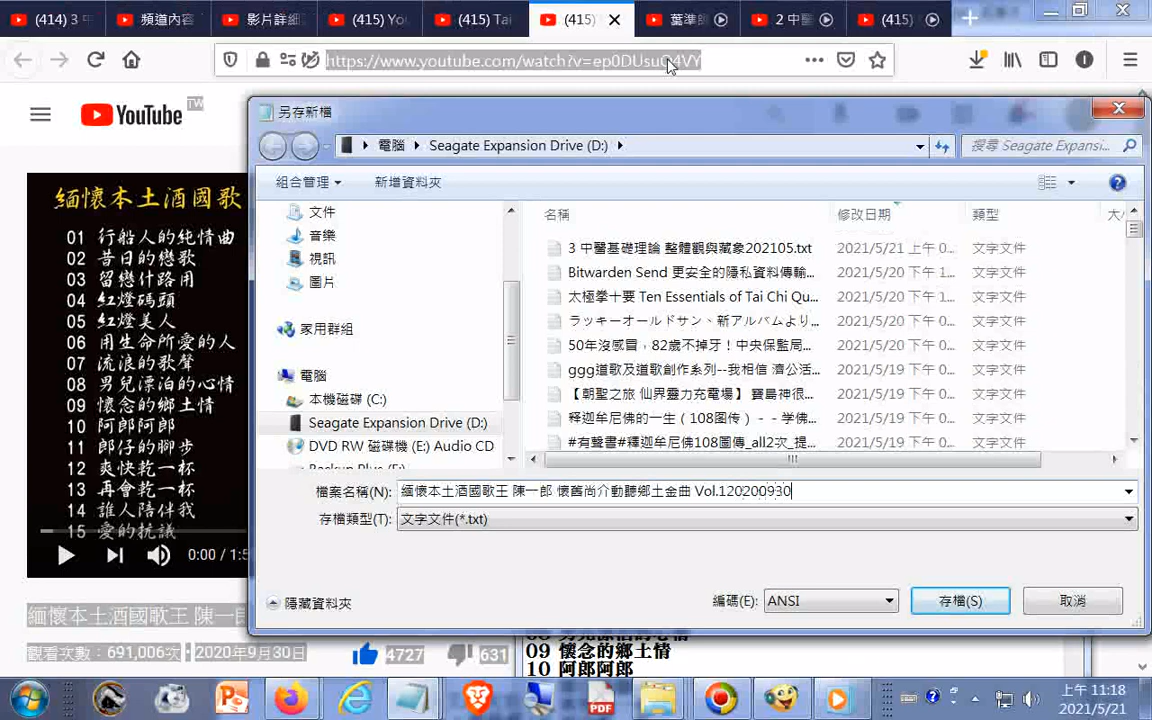 (414) 3
頻道內容
影片詳細
(415) Yo
(415) Tai
(415)
葉準
2 中醫
(415)
https://www.youtube.com/watch?v=ep0DUsu
4VY
YouTube TW
緬懷本土酒國歌
01 行船人的純情曲
02 昔日的戀歌
03 留戀什路用
04 紅燈碼頭
05 紅燈美人
06 用生命所愛的人
07 流浪的歌聲
08 男兒漂泊的心情
09 懷念的鄉土情
10 阿郎阿郎
11 郎仔的腳步
12 爽快乾一杯
13 再會乾一杯
14 誰人陪伴我
15 愛的抗議
0:00 / 1:5
緬懷本土酒國歌王 陳一
觀看次數：691,006次 • 2020年9月30日
4727
631
另存新檔
電腦
Seagate Expansion Drive (D:)
搜尋 Seagate Expansi...
組合管理
新增資料夾
文件
音樂
視訊
圖片
家用群組
電腦
本機磁碟 (C:)
Seagate Expansion Drive (D:)
DVD RW 磁碟機 (E:) Audio CD
Backup Plus (F:)
名稱
修改日期
類型
大
3 中醫基礎理論 整體觀與藏象202105.txt
2021/5/21 上午 0...
文字文件
Bitwarden Send 更安全的隱私資料傳輸...
2021/5/20 下午 1...
文字文件
太極拳十要 Ten Essentials of Tai Chi Qu...
2021/5/20 下午 1...
文字文件
ラッキーオールドサン、新アルバムより...
2021/5/20 下午 0...
文字文件
50年沒感冒，82歲不掉牙！中央保監局...
2021/5/20 下午 0...
文字文件
ggg道歌及道歌創作系列--我相信 濟公活...
2021/5/20 下午 0...
文字文件
【朝聖之旅 仙界靈力充電場】 寶島神很...
2021/5/20 下午 0...
文字文件
釋迦牟尼佛的一生（108图传） - - 学佛...
2021/5/19 下午 0...
文字文件
#有聲書#釋迦牟尼佛108圖傳_all2次_提...
2021/5/19 下午 0...
文字文件
檔案名稱(N):
緬懷本土酒國歌王 陳一郎 懷舊尚介動聽鄉土金曲 Vol.120200930
存檔類型(T):
文字文件(*.txt)
隱藏資料夾
編碼(E):
ANSI
存檔(S)
取消
09 懷念的鄉土情
10 阿郎阿郎
PDF
上午 11:18
2021/5/21